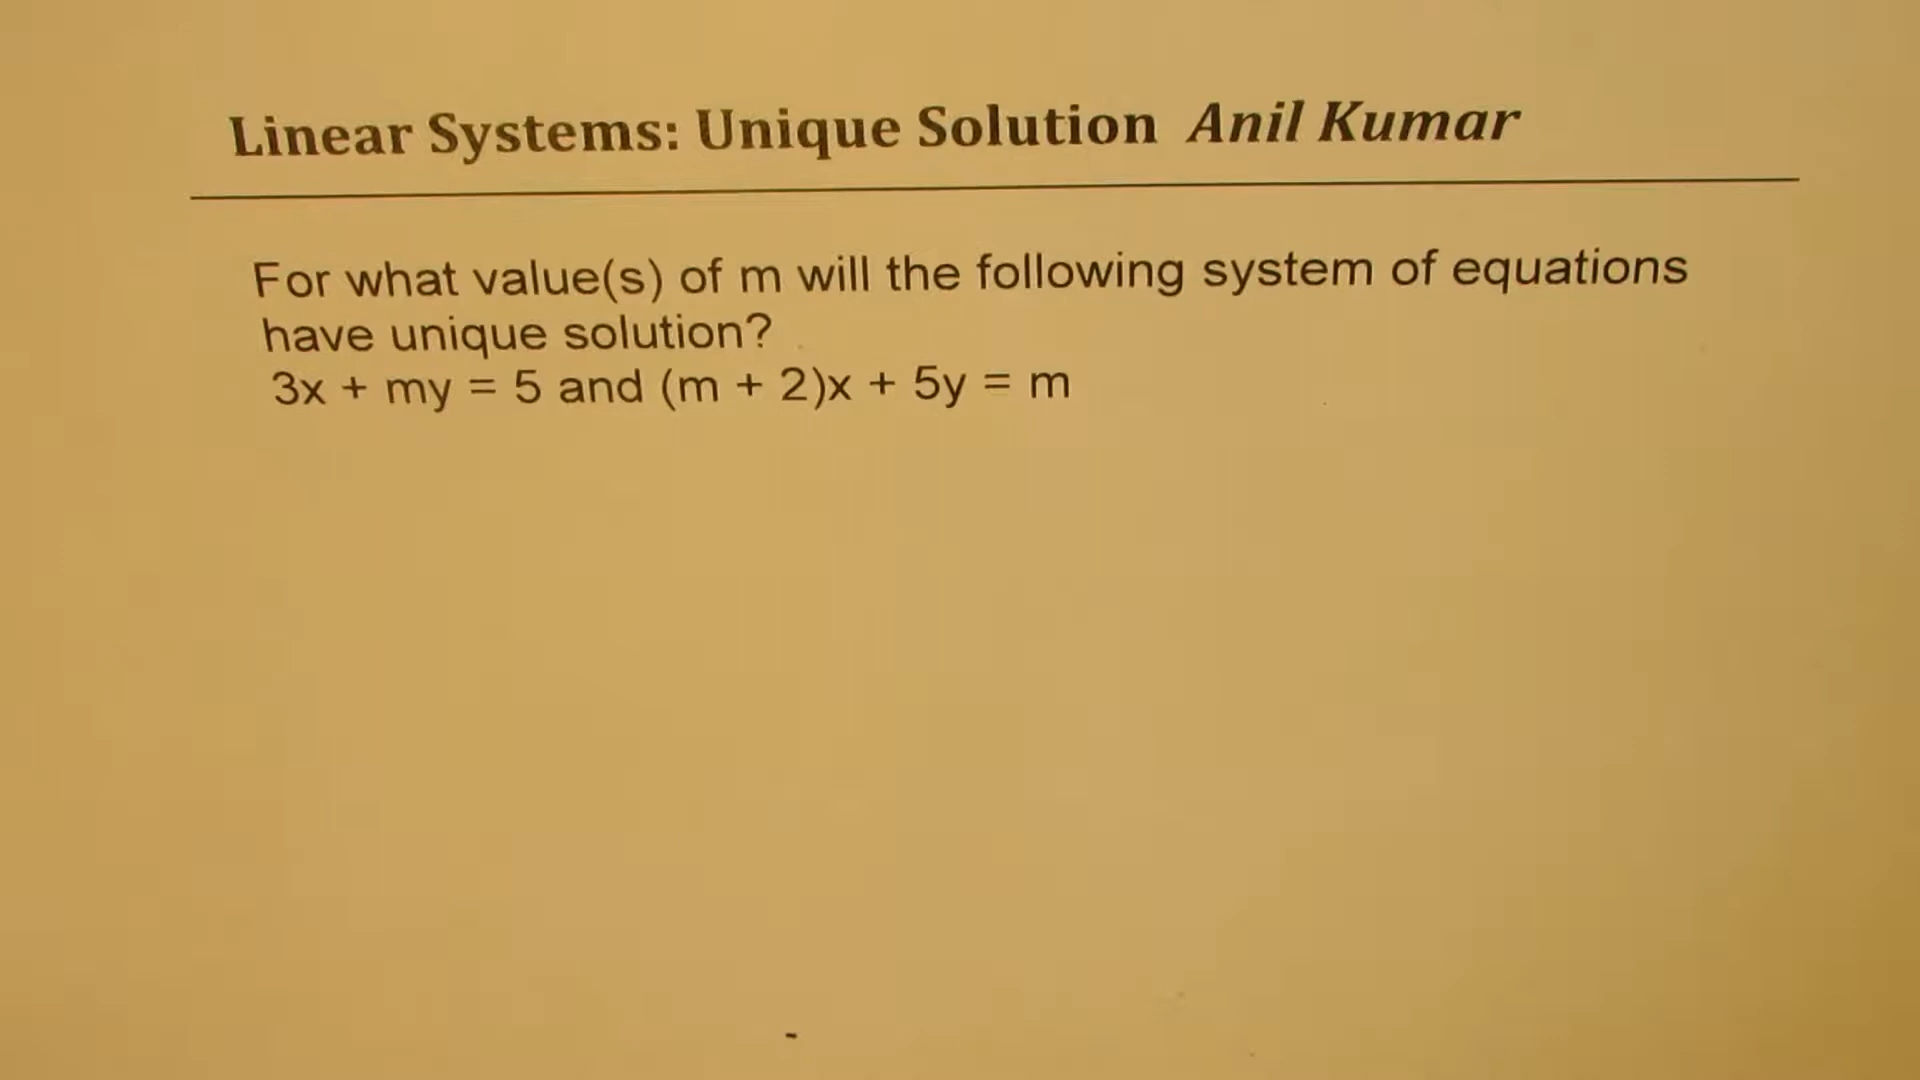 Linear Systems: Unique Solution Anil Kumar
For what value(s) of m will the following system of equations
have unique solution?
3x + my = 5 and (m + 2)x + 5y = m